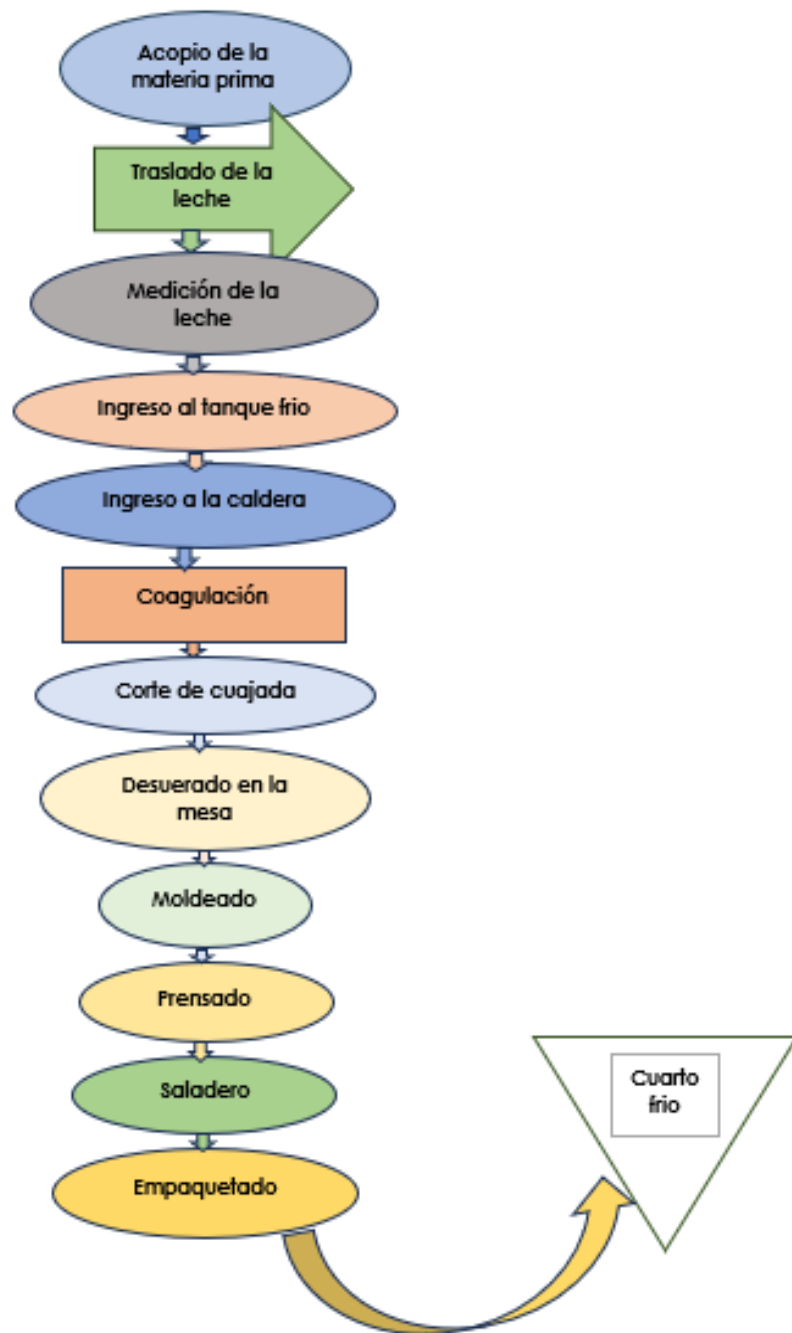 Acopio de la
materia prima
Traslado de la
leche
Medición de la
leche
Ingreso al tanque frio
Ingreso a la caldera
Coagulación
Corte de cuajada
Desuerado en la
mesa
Moldeado
Prensado
Saladero
Empaquetado
Cuarto
frio